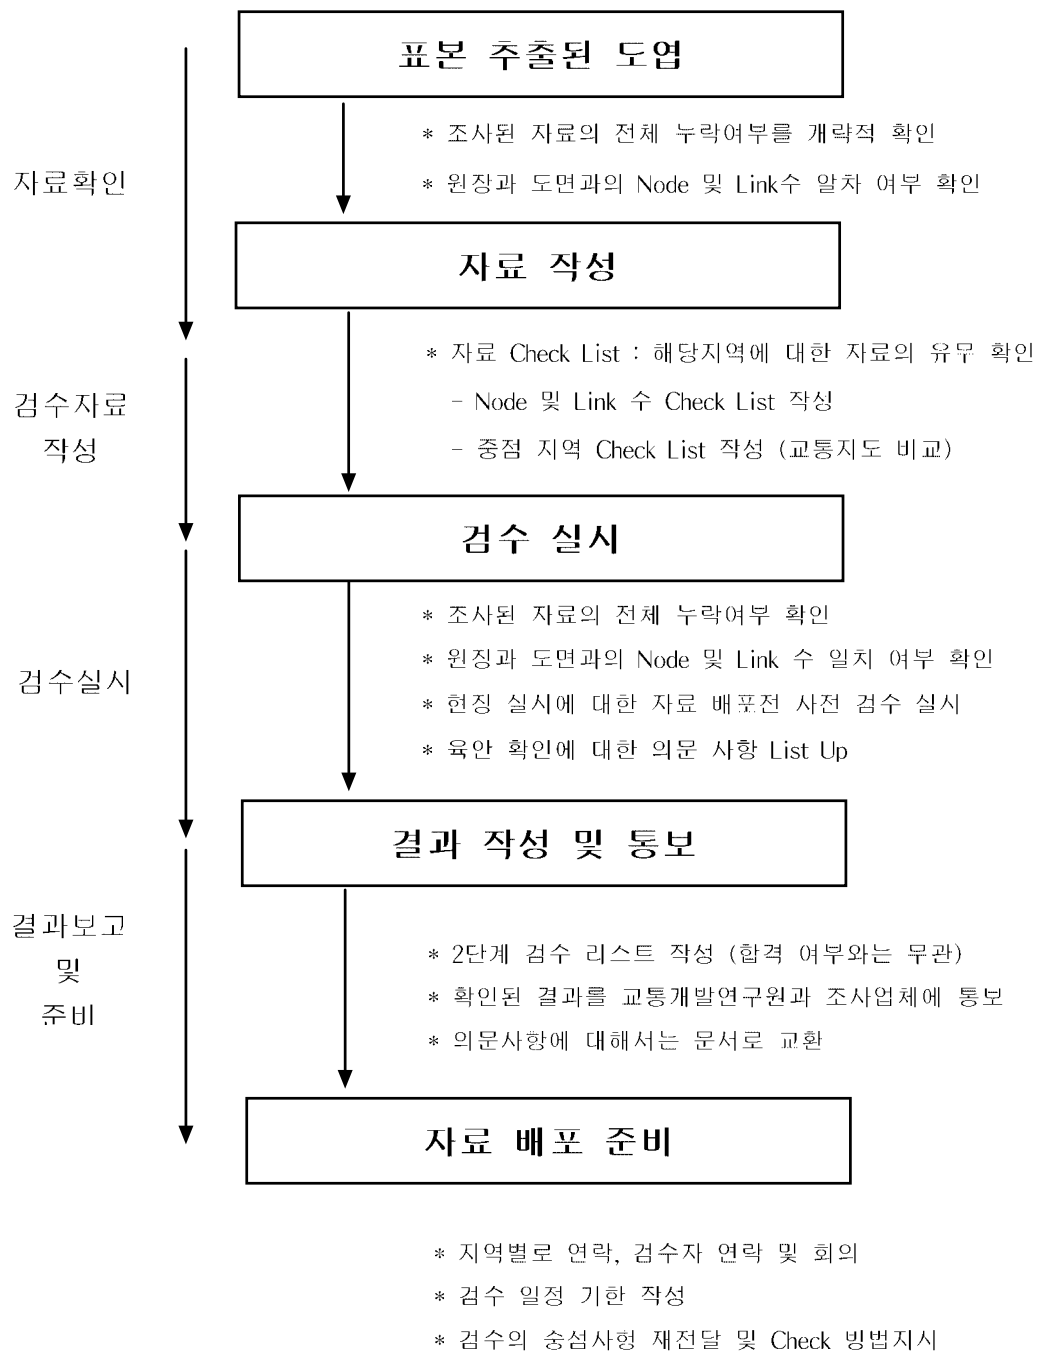 표본 추출된 도엽
* 조사된 자료의 전체 누락여부를 개략적 확인
자료확인
* 원장과 도면과의 Node 및 Link수 알차 여부 확인
자료 작성
* 자료 Check List : 해당지역에 대한 자료의 유무 확인
검수자료
작성
- Node 및 Link 수 Check List 작성
- 중점 지역 Check List 작성 (교통지도 비교)
검수 실시
* 조사된 자료의 전체 누락여부 확인
* 원징과 도면과의 Node 및 Link 수 일치 여부 확인
검수실시
* 현징 실시에 대한 자료 배포전 사전 검수 실시
* 육안 확인에 대한 의문 사항 List Up
결과 작성 및 통보
결과보고
및
준비
* 2단계 검수 리스트 작성 (합격 여부와는 무관)
* 확인된 결과를 교통개발연구원과 조사업체에 통보
* 의문사항에 대해서는 문서로 교환
자료 배포 준비
* 지역별로 연락, 검수자 연락 및 회의
* 검수 일정 기한 작성
* 검수의 숭섬사헝 재전달 및 Check 빙법지시